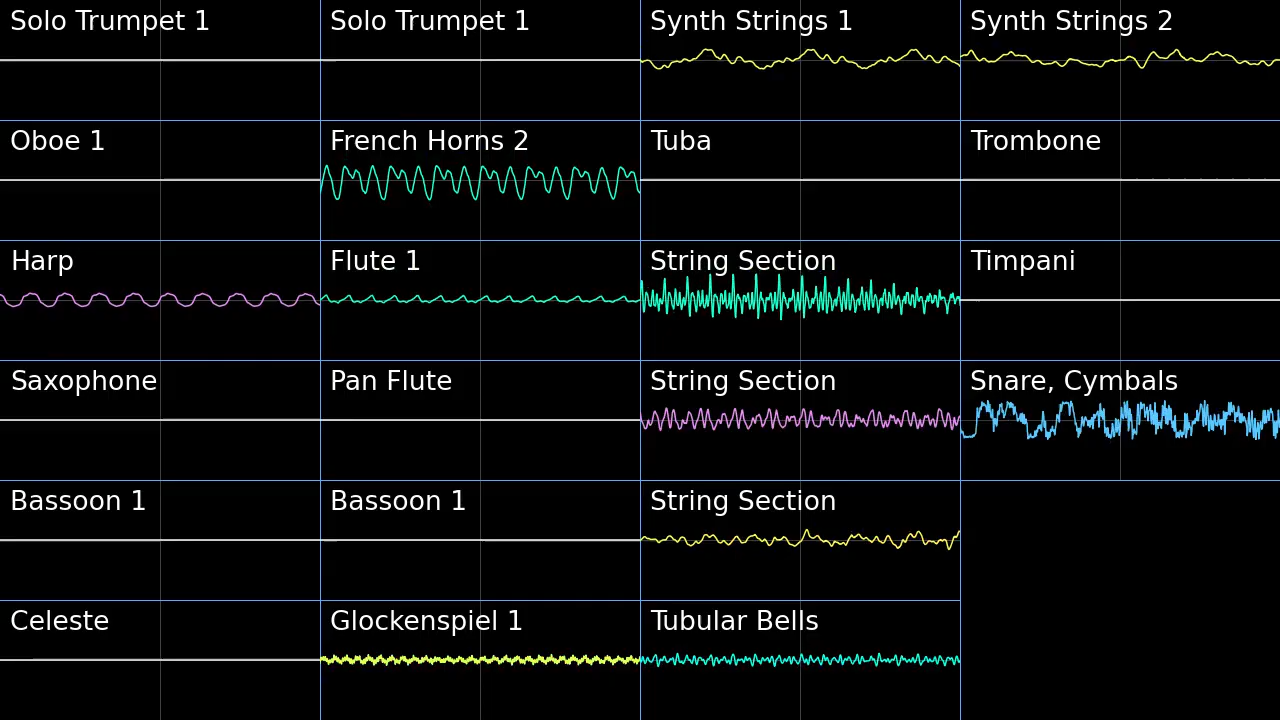 Solo Trumpet 1
Solo Trumpet 1
Synth Strings 1
Synth Strings 2
Oboe 1
French Horns 2
Tuba
Trombone
Harp
Flute 1
String Section
Timpani
Saxophone
Pan Flute
String Section
Snare, Cymbals
Bassoon 1
Bassoon 1
String Section
Celeste
Glockenspiel 1
Tubular Bells